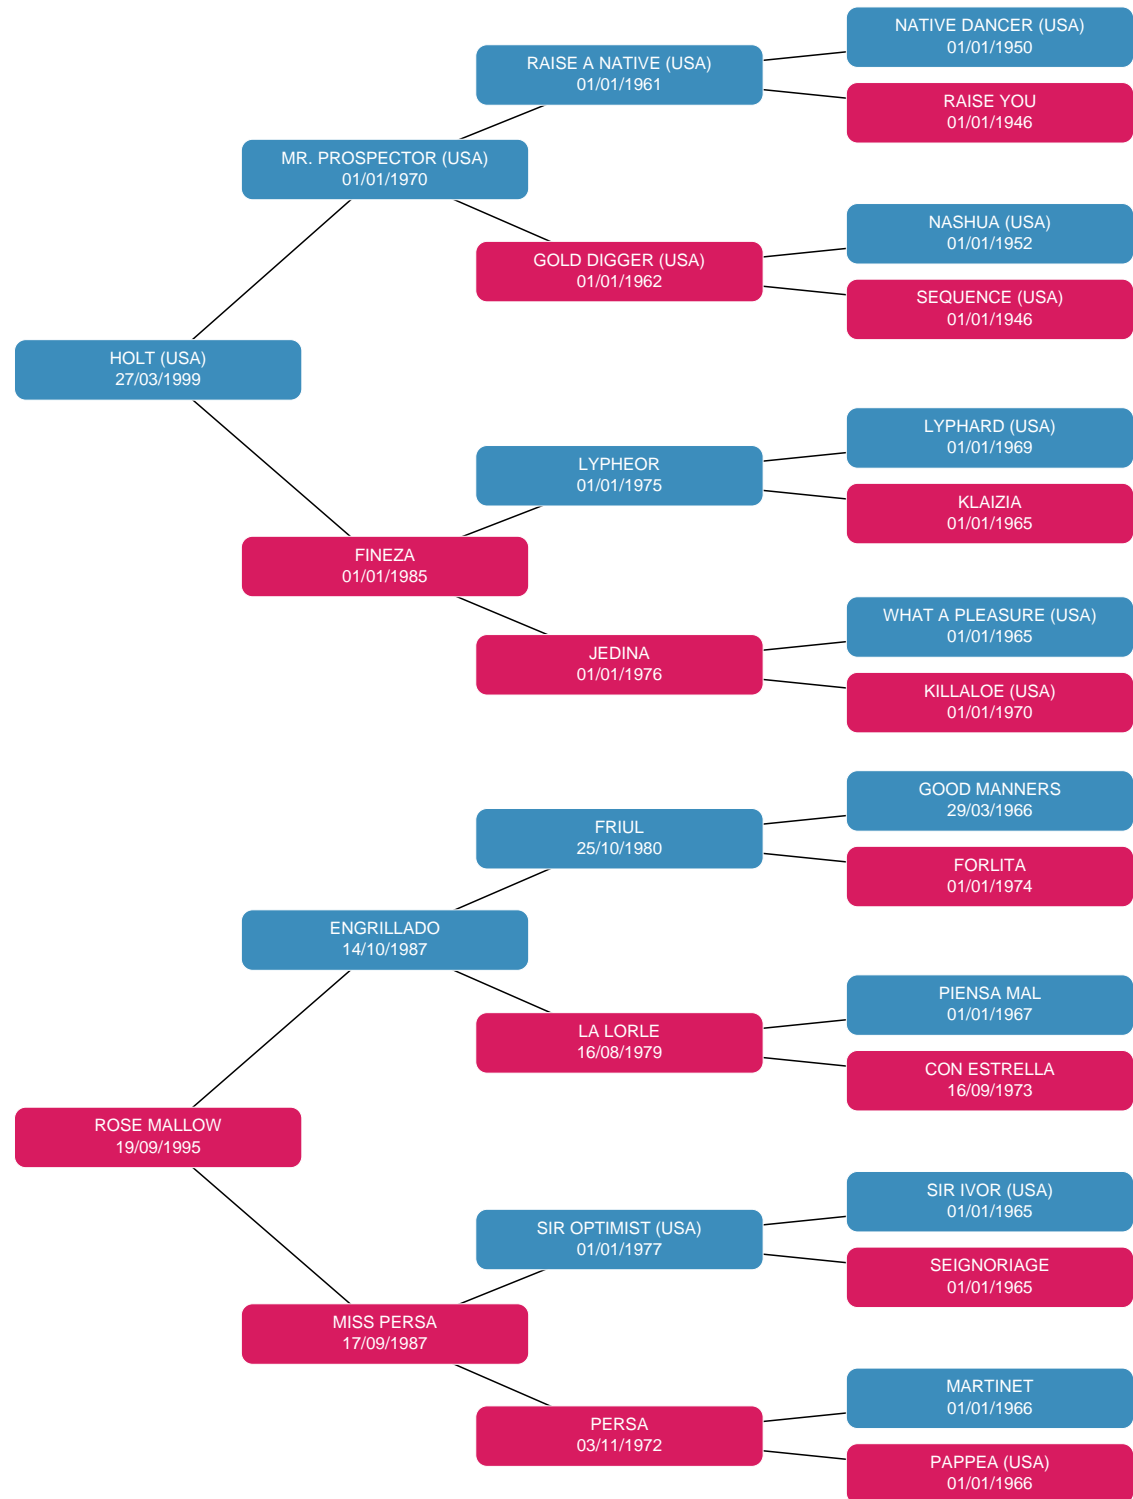 NATIVE DANCER (USA)
01/01/1950
RAISE A NATIVE (USA)
01/01/1961
RAISE YOU
01/01/1946
MR. PROSPECTOR (USA)
01/01/1970
NASHUA (USA)
01/01/1952
GOLD DIGGER (USA)
01/01/1962
SEQUENCE (USA)
01/01/1946
HOLT (USA)
27/03/1999
LYPHARD (USA)
01/01/1969
LYPHEOR
01/01/1975
KLAIZIA
01/01/1965
FINEZA
01/01/1985
WHAT A PLEASURE (USA)
01/01/1965
JEDINA
01/01/1976
KILLALOE (USA)
01/01/1970
GOOD MANNERS
29/03/1966
FRIUL
25/10/1980
FORLITA
01/01/1974
ENGRILLADO
14/10/1987
PIENSA MAL
01/01/1967
LA LORLE
16/08/1979
CON ESTRELLA
16/09/1973
ROSE MALLOW
19/09/1995
SIR IVOR (USA)
01/01/1965
SIR OPTIMIST (USA)
01/01/1977
SEIGNORIAGE
01/01/1965
MISS PERSA
17/09/1987
MARTINET
01/01/1966
PERSA
03/11/1972
PAPPEA (USA)
01/01/1966